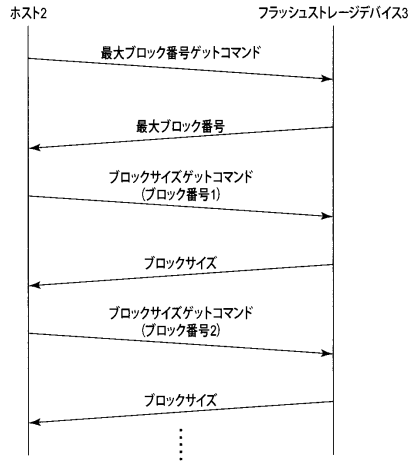 ホスト2
フラッシュストレージデバイス3
最大ブロック番号ゲットコマンド
最大ブロック番号
ブロックサイズゲットコマンド
(ブロック番号1)
ブロックサイズ
ブロックサイズゲットコマンド
(ブロック番号2)
ブロックサイズ